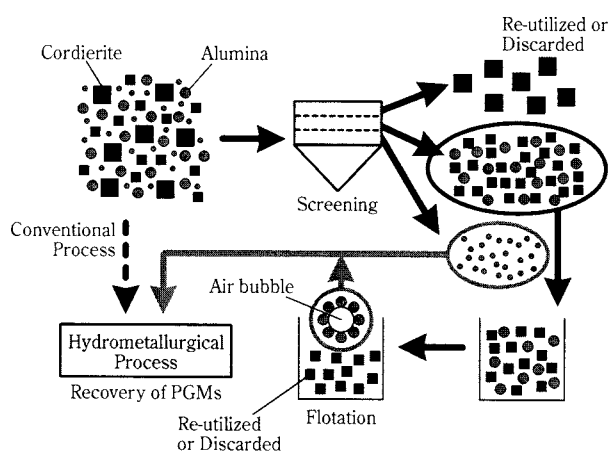 Re-utilized or
Discarded
Cordierite
Alumina
Screening
Conventional
Process
Air bubble
Hydrometallurgical
Process
Recovery of PGMs
Re-utilized
or Discarded
Flotation